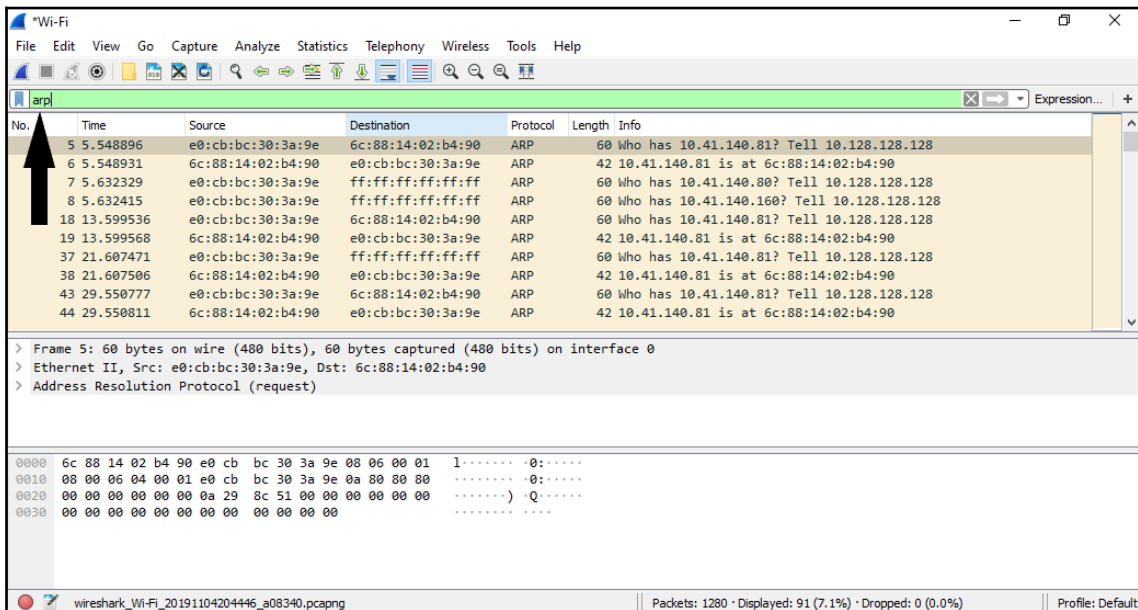 *Wi-Fi
File Edit View Go Capture Analyze Statistics Telephony Wireless Tools Help
arp Expression... +
No. Time Source Destination Protocol Length Info
5 5.548896 e0:cb:bc:30:3a:9e 6c:88:14:02:b4:90 ARP 60 Who has 10.41.140.81? Tell 10.128.128.128
6 5.548931 6c:88:14:02:b4:90 e0:cb:bc:30:3a:9e ARP 42 10.41.140.81 is at 6c:88:14:02:b4:90
7 5.632329 e0:cb:bc:30:3a:9e ff:ff:ff:ff:ff:ff ARP 60 Who has 10.41.140.80? Tell 10.128.128.128
8 5.632415 e0:cb:bc:30:3a:9e ff:ff:ff:ff:ff:ff ARP 60 Who has 10.41.140.160? Tell 10.128.128.128
18 13.599536 e0:cb:bc:30:3a:9e 6c:88:14:02:b4:90 ARP 60 Who has 10.41.140.81? Tell 10.128.128.128
19 13.599568 6c:88:14:02:b4:90 e0:cb:bc:30:3a:9e ARP 42 10.41.140.81 is at 6c:88:14:02:b4:90
37 21.607471 e0:cb:bc:30:3a:9e ff:ff:ff:ff:ff:ff ARP 60 Who has 10.41.140.81? Tell 10.128.128.128
38 21.607506 6c:88:14:02:b4:90 e0:cb:bc:30:3a:9e ARP 42 10.41.140.81 is at 6c:88:14:02:b4:90
43 29.550777 e0:cb:bc:30:3a:9e 6c:88:14:02:b4:90 ARP 60 Who has 10.41.140.81? Tell 10.128.128.128
44 29.550811 6c:88:14:02:b4:90 e0:cb:bc:30:3a:9e ARP 42 10.41.140.81 is at 6c:88:14:02:b4:90
> Frame 5: 60 bytes on wire (480 bits), 60 bytes captured (480 bits) on interface 0
> Ethernet II, Src: e0:cb:bc:30:3a:9e, Dst: 6c:88:14:02:b4:90
> Address Resolution Protocol (request)
0000 6c 88 14 02 b4 90 e0 cb bc 30 3a 9e 08 06 00 01 l······· ·0:·····
0010 08 00 06 04 00 01 e0 cb bc 30 3a 9e 0a 80 80 80 ········ ·0:·····
0020 00 00 00 00 00 00 0a 29 8c 51 00 00 00 00 00 00 ·······) ·Q······
0030 00 00 00 00 00 00 00 00 00 00 00 00 ········ ····
wireshark_Wi-Fi_20191104204446_a08340.pcapng Packets: 1280 · Displayed: 91 (7.1%) · Dropped: 0 (0.0%) Profile: Default